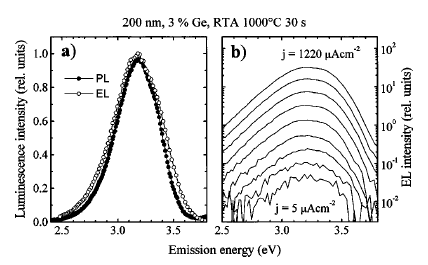 200 nm, 3 % Ge, RTA 1000°C 30 s
Luminescence intensity (rel. units)
a)
PL
EL
1.0
0.8
0.6
0.4
0.2
0.0
2.5 3.0 3.5
b)
j = 1220 μAcm⁻²
j = 5 μAcm⁻²
2.5 3.0 3.5
10²
10¹
10⁰
10⁻¹
10⁻²
EL intensity (rel. units)
Emission energy (eV)